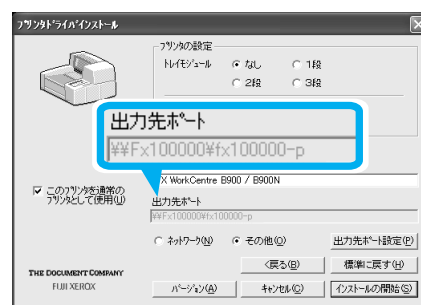 プリンタドライバインストール
プリンタの設定
トレイモジュール
なし
1段
2段
3段
出力先ポート
¥¥Fx100000¥fx100000-p
X WorkCentre B900 / B900N
このプリンタを通常の
プリンタとして使用(U)
出力先ポート
¥¥Fx100000¥fx100000-p
ネットワーク(N)
その他(O)
出力先ポート設定(P)
<戻る(B)
標準に戻す(H)
THE DOCUMENT COMPANY
FUJI XEROX
バージョン(A)
キャンセル(C)
インストールの開始(S)